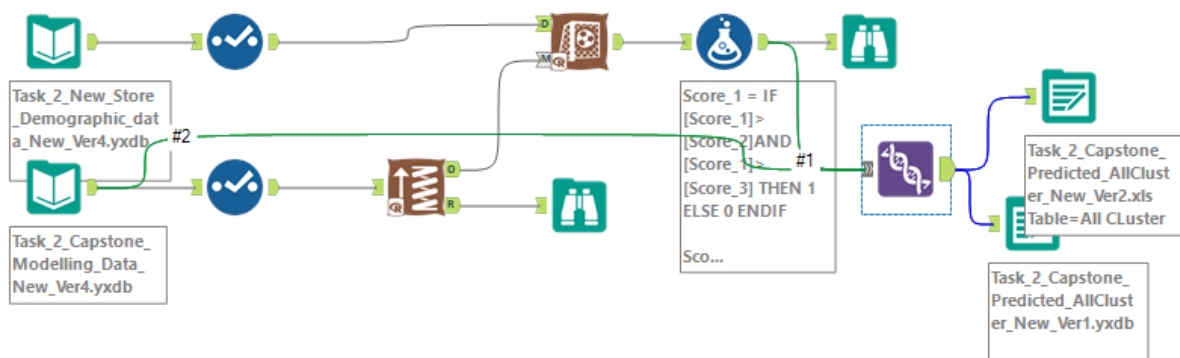 D
M
R
Task_2_New_Store
_Demographic_dat
a_New_Ver4.yxdb
#2
Score_1 = IF
[Score_1]>
[Score_2]AND
[Score_1]>
[Score_3] THEN 1
ELSE 0 ENDIF
Sco...
#1
O
R
R
Task_2_Capstone_
Modelling_Data_
New_Ver4.yxdb
Task_2_Capstone_
Predicted_AllClust
er_New_Ver2.xls
Table=All CLuster
Task_2_Capstone_
Predicted_AllClust
er_New_Ver1.yxdb